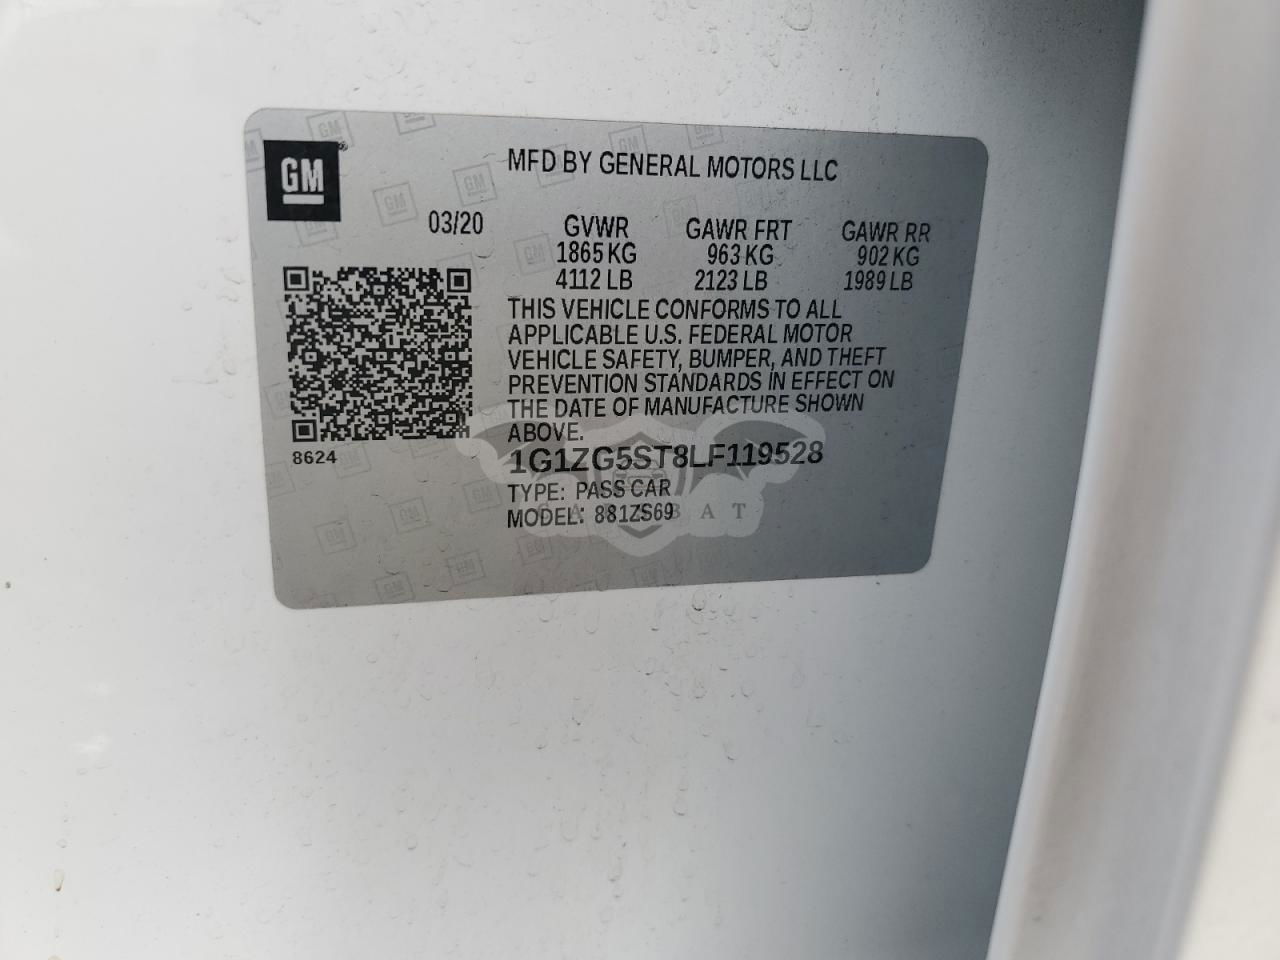 GM
MFD BY GENERAL MOTORS LLC
03/20
GVWR GAWR FRT GAWR RR
1865 KG 963 KG 902 KG
4112 LB 2123 LB 1989 LB
THIS VEHICLE CONFORMS TO ALL
APPLICABLE U.S. FEDERAL MOTOR
VEHICLE SAFETY, BUMPER, AND THEFT
PREVENTION STANDARDS IN EFFECT ON
THE DATE OF MANUFACTURE SHOWN
ABOVE.
8624
1G1ZG5ST8LF119528
TYPE: PASS CAR
MODEL: 881ZS69